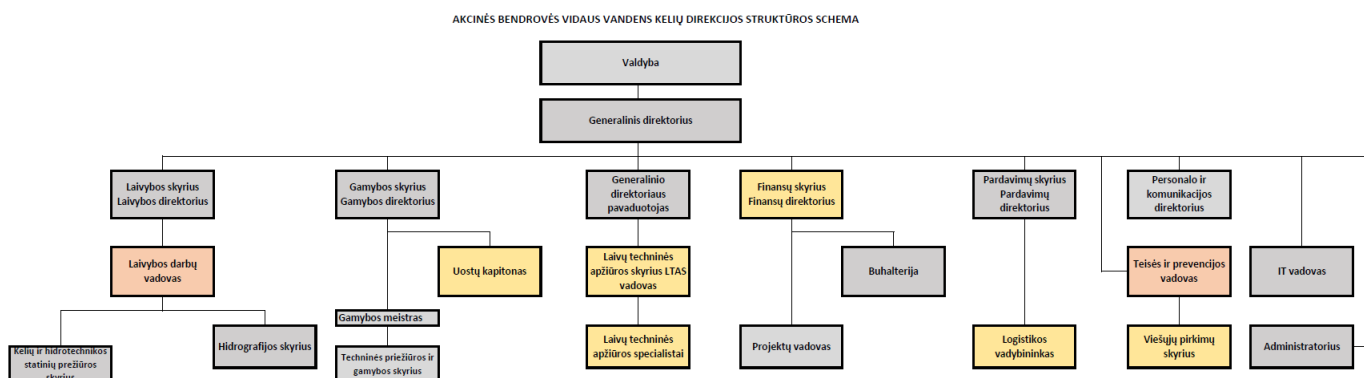 AKCINĖS BENDROVĖS VIDAUS VANDENS KELIŲ DIREKCIJOS STRUKTŪROS SCHEMA
Valdyba
Generalinis direktorius
Laivybos skyrius
Laivybos direktorius
Gamybos skyrius
Gamybos direktorius
Generalinio
direktoriaus
pavaduotojas
Finansų skyrius
Finansų direktorius
Pardavimų skyrius
Pardavimų
direktorius
Personalo ir
komunikacijos
direktorius
Laivybos darbų
vadovas
Uostų kapitonas
Laivų techninės
apžiūros skyrius LTAS
vadovas
Buhalterija
Teisės ir prevencijos
vadovas
IT vadovas
Gamybos meistras
Kelių ir hidrotechnikos
statinių prežiūros
skyrius
Hidrografijos skyrius
Techninės priežiūros ir
gamybos skyrius
Laivų techninės
apžiūros specialistai
Projektų vadovas
Logistikos
vadybininkas
Viešųjų pirkimų
skyrius
Administratorius